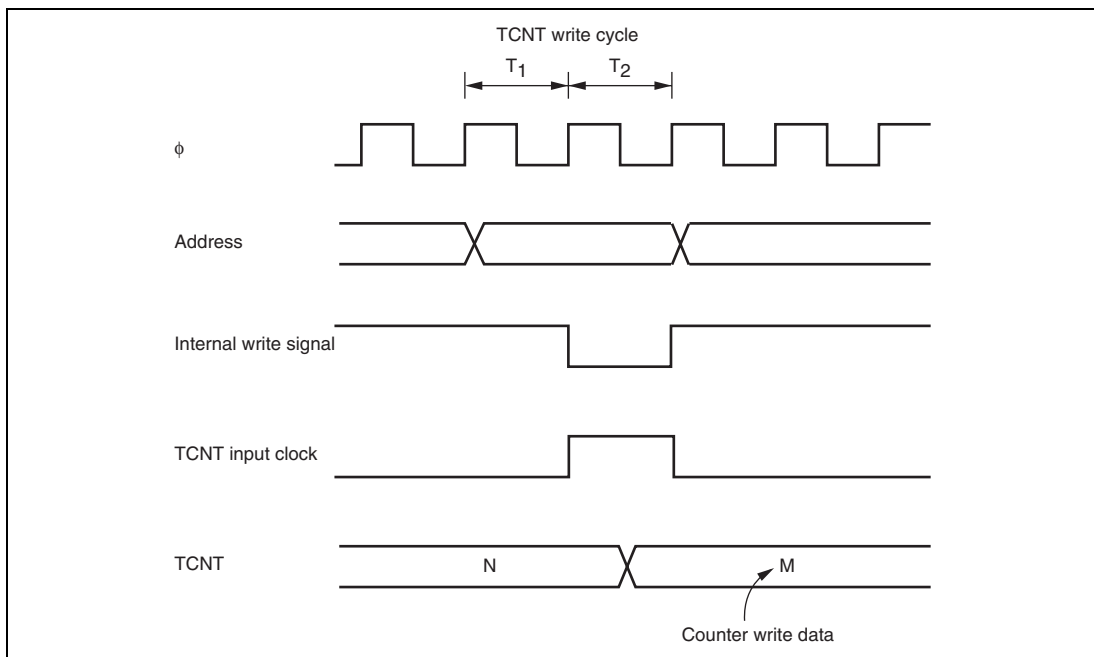 TCNT write cycle
T1 T2
ϕ
Address
Internal write signal
TCNT input clock
TCNT N M
Counter write data